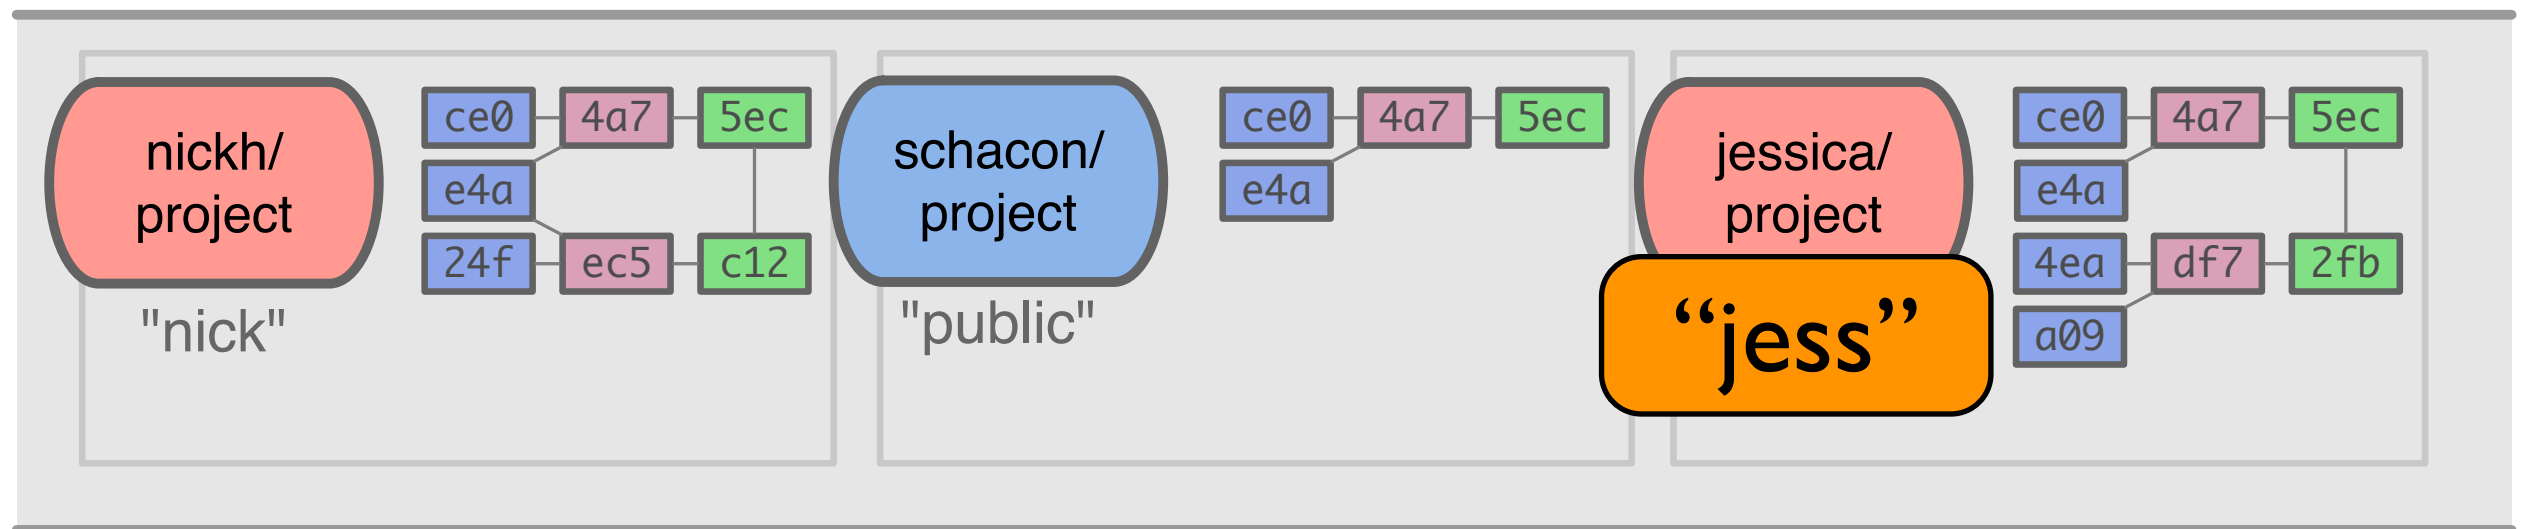 nickh/
project
"nick"
ce0 4a7 5ec
e4a
24f ec5 c12
schacon/
project
"public"
ce0 4a7 5ec
e4a
jessica/
project
“jess”
ce0 4a7 5ec
e4a
4ea df7 2fb
a09